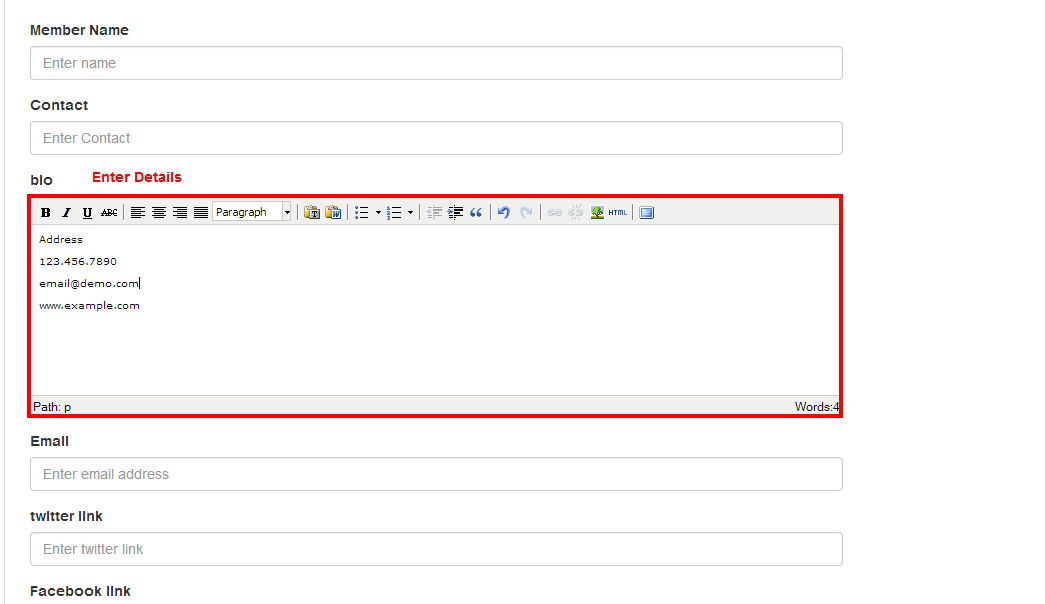 Member Name
Enter name
Contact
Enter Contact
bio Enter Details
B I U ABC Paragraph T W HTML
Address
123.456.7890
email@demo.com
www.example.com
Path: p Words:4
Email
Enter email address
twitter link
Enter twitter link
Facebook link